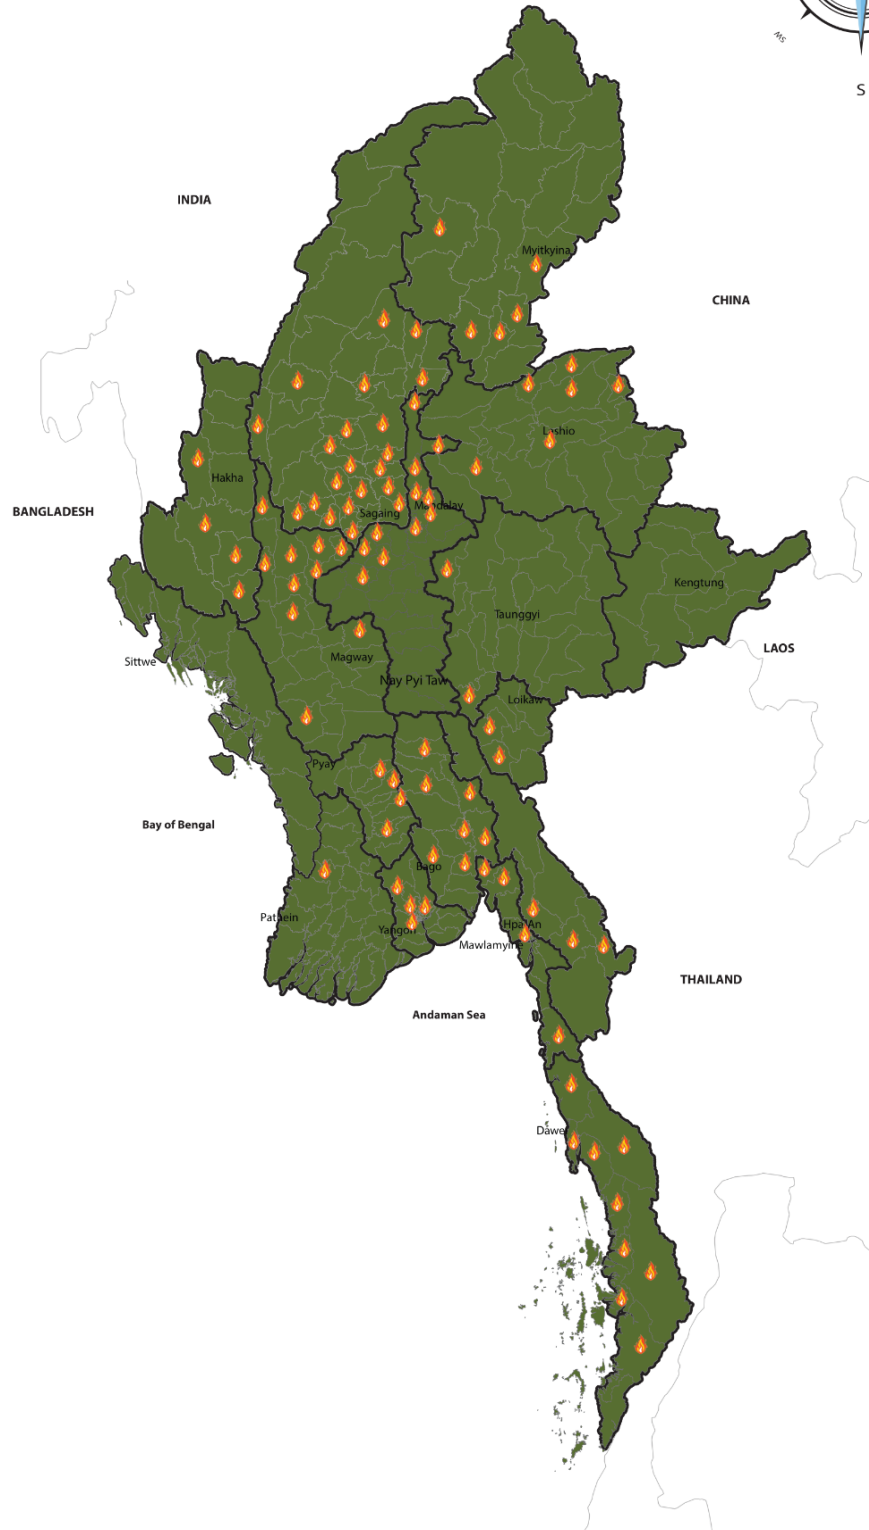 SW
S
INDIA
Myitkyina
CHINA
Lashio
Hakha
Mandalay
BANGLADESH
Sagaing
Kengtung
Taunggyi
LAOS
Magway
Sittwe
Nay Pyi Taw
Loikaw
Pyay
Bay of Bengal
Bago
Pathein
Hpa'An
Yangon
Mawlamyine
THAILAND
Andaman Sea
Dawei